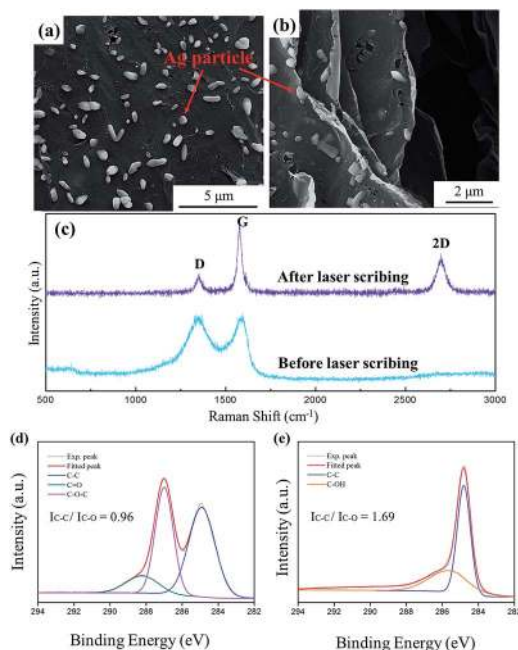 (a)
(b)
Ag particle
5 μm
2 μm
(c)
D
G
2D
After laser scribing
Before laser scribing
Intensity (a.u.)
500 1000 1500 2000 2500 3000
Raman Shift (cm-1)
(d)
Exp. peak
Fitted peak
C-C
C=O
C-O-C
IC-C/ IC-O = 0.96
Intensity (a.u.)
294 292 290 288 286 284 282
Binding Energy (eV)
(e)
Exp. peak
Fitted peak
C-C
C-OH
IC-C/ IC-O = 1.69
Intensity (a.u.)
294 292 290 288 286 284 282
Binding Energy (eV)